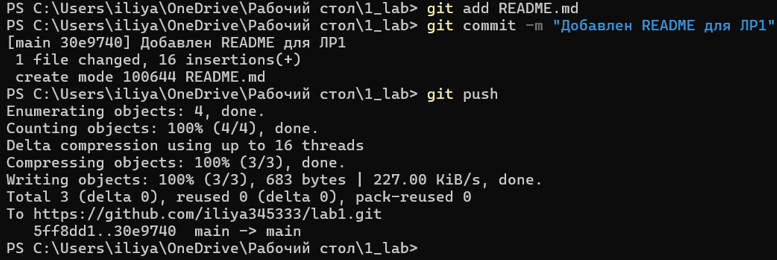 PS C:\Users\iliya\OneDrive\Рабочий стол\1_lab> git add README.md
PS C:\Users\iliya\OneDrive\Рабочий стол\1_lab> git commit -m "Добавлен README для ЛР1"
[main 30e9740] Добавлен README для ЛР1
 1 file changed, 16 insertions(+)
 create mode 100644 README.md
PS C:\Users\iliya\OneDrive\Рабочий стол\1_lab> git push
Enumerating objects: 4, done.
Counting objects: 100% (4/4), done.
Delta compression using up to 16 threads
Compressing objects: 100% (3/3), done.
Writing objects: 100% (3/3), 683 bytes | 227.00 KiB/s, done.
Total 3 (delta 0), reused 0 (delta 0), pack-reused 0
To https://github.com/iliya345333/lab1.git
   5ff8dd1..30e9740  main -> main
PS C:\Users\iliya\OneDrive\Рабочий стол\1_lab>